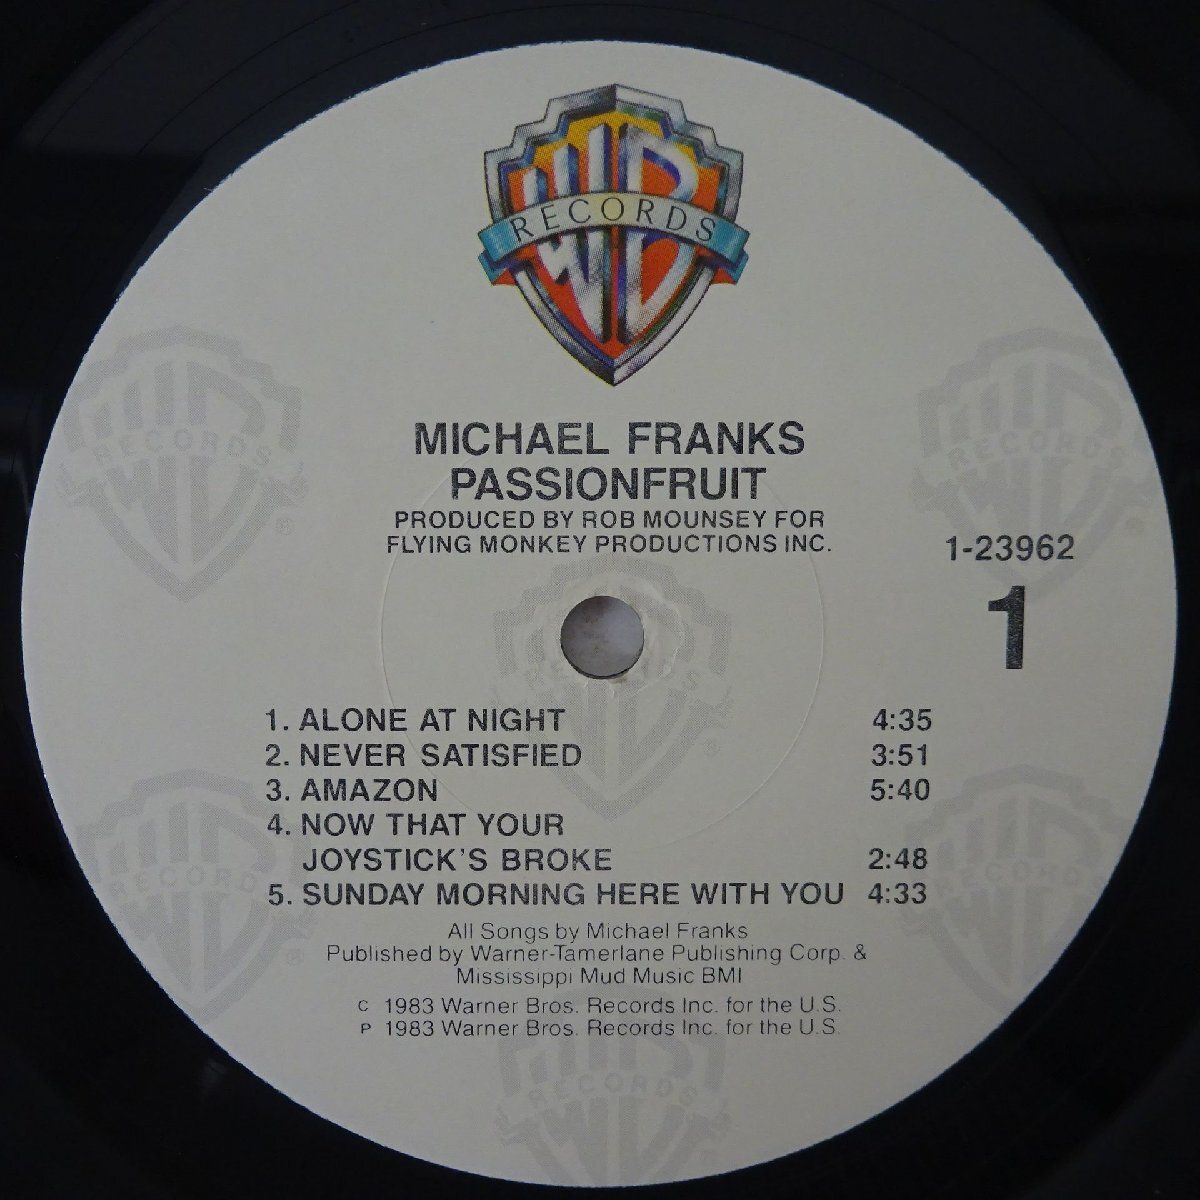 WB
RECORDS
MICHAEL FRANKS
PASSIONFRUIT
PRODUCED BY ROB MOUNSEY FOR
FLYING MONKEY PRODUCTIONS INC.
1-23962
1
1. ALONE AT NIGHT 4:35
2. NEVER SATISFIED 3:51
3. AMAZON 5:40
4. NOW THAT YOUR
JOYSTICK'S BROKE 2:48
5. SUNDAY MORNING HERE WITH YOU 4:33
All Songs by Michael Franks
Published by Warner-Tamerlane Publishing Corp. &
Mississippi Mud Music BMI
C 1983 Warner Bros. Records Inc. for the U.S.
P 1983 Warner Bros. Records Inc. for the U.S.